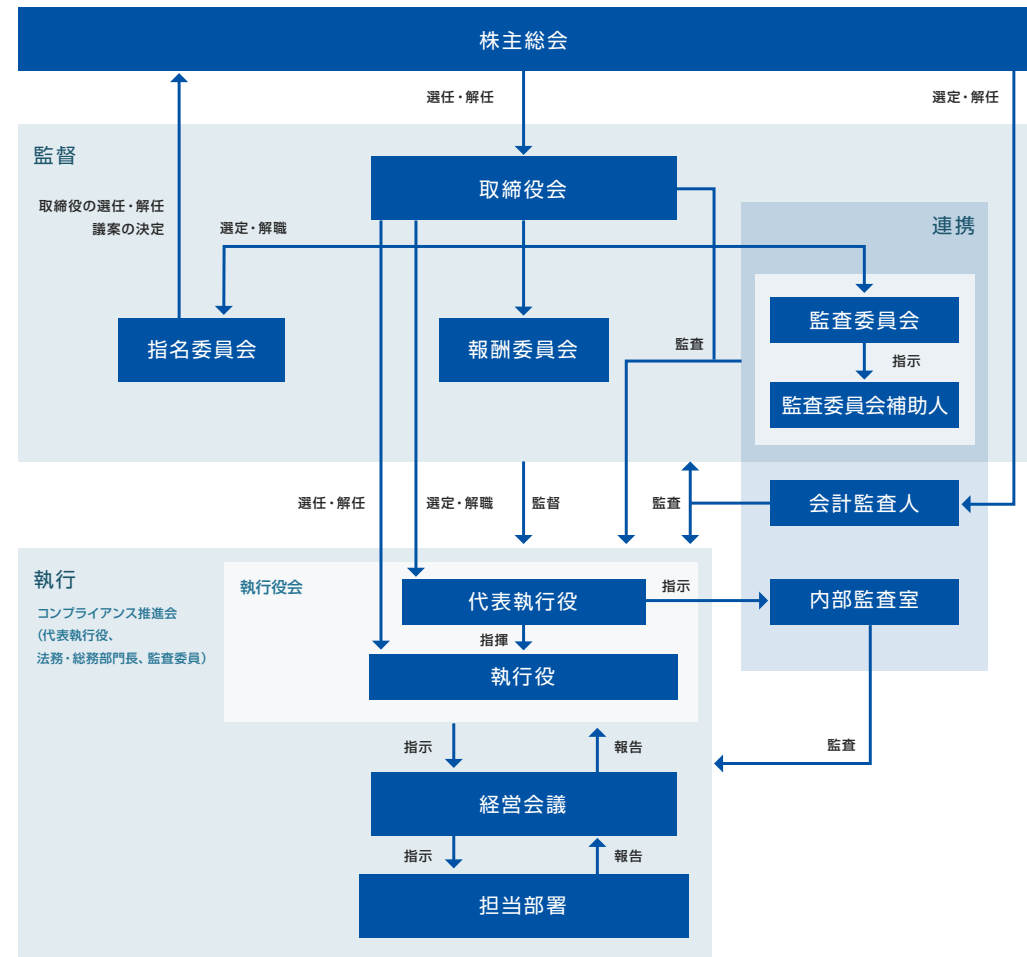 株主総会
選任・解任
選定・解任
監督
取締役会
取締役の選任・解任
議案の決定
選定・解職
連携
監査委員会
指名委員会
報酬委員会
監査
指示
監査委員会補助人
選任・解任
選定・解職
監督
監査
会計監査人
執行
コンプライアンス推進会
(代表執行役、
法務・総務部門長、監査委員)
執行役会
代表執行役
指示
内部監査室
指揮
執行役
指示
報告
監査
経営会議
指示
報告
担当部署